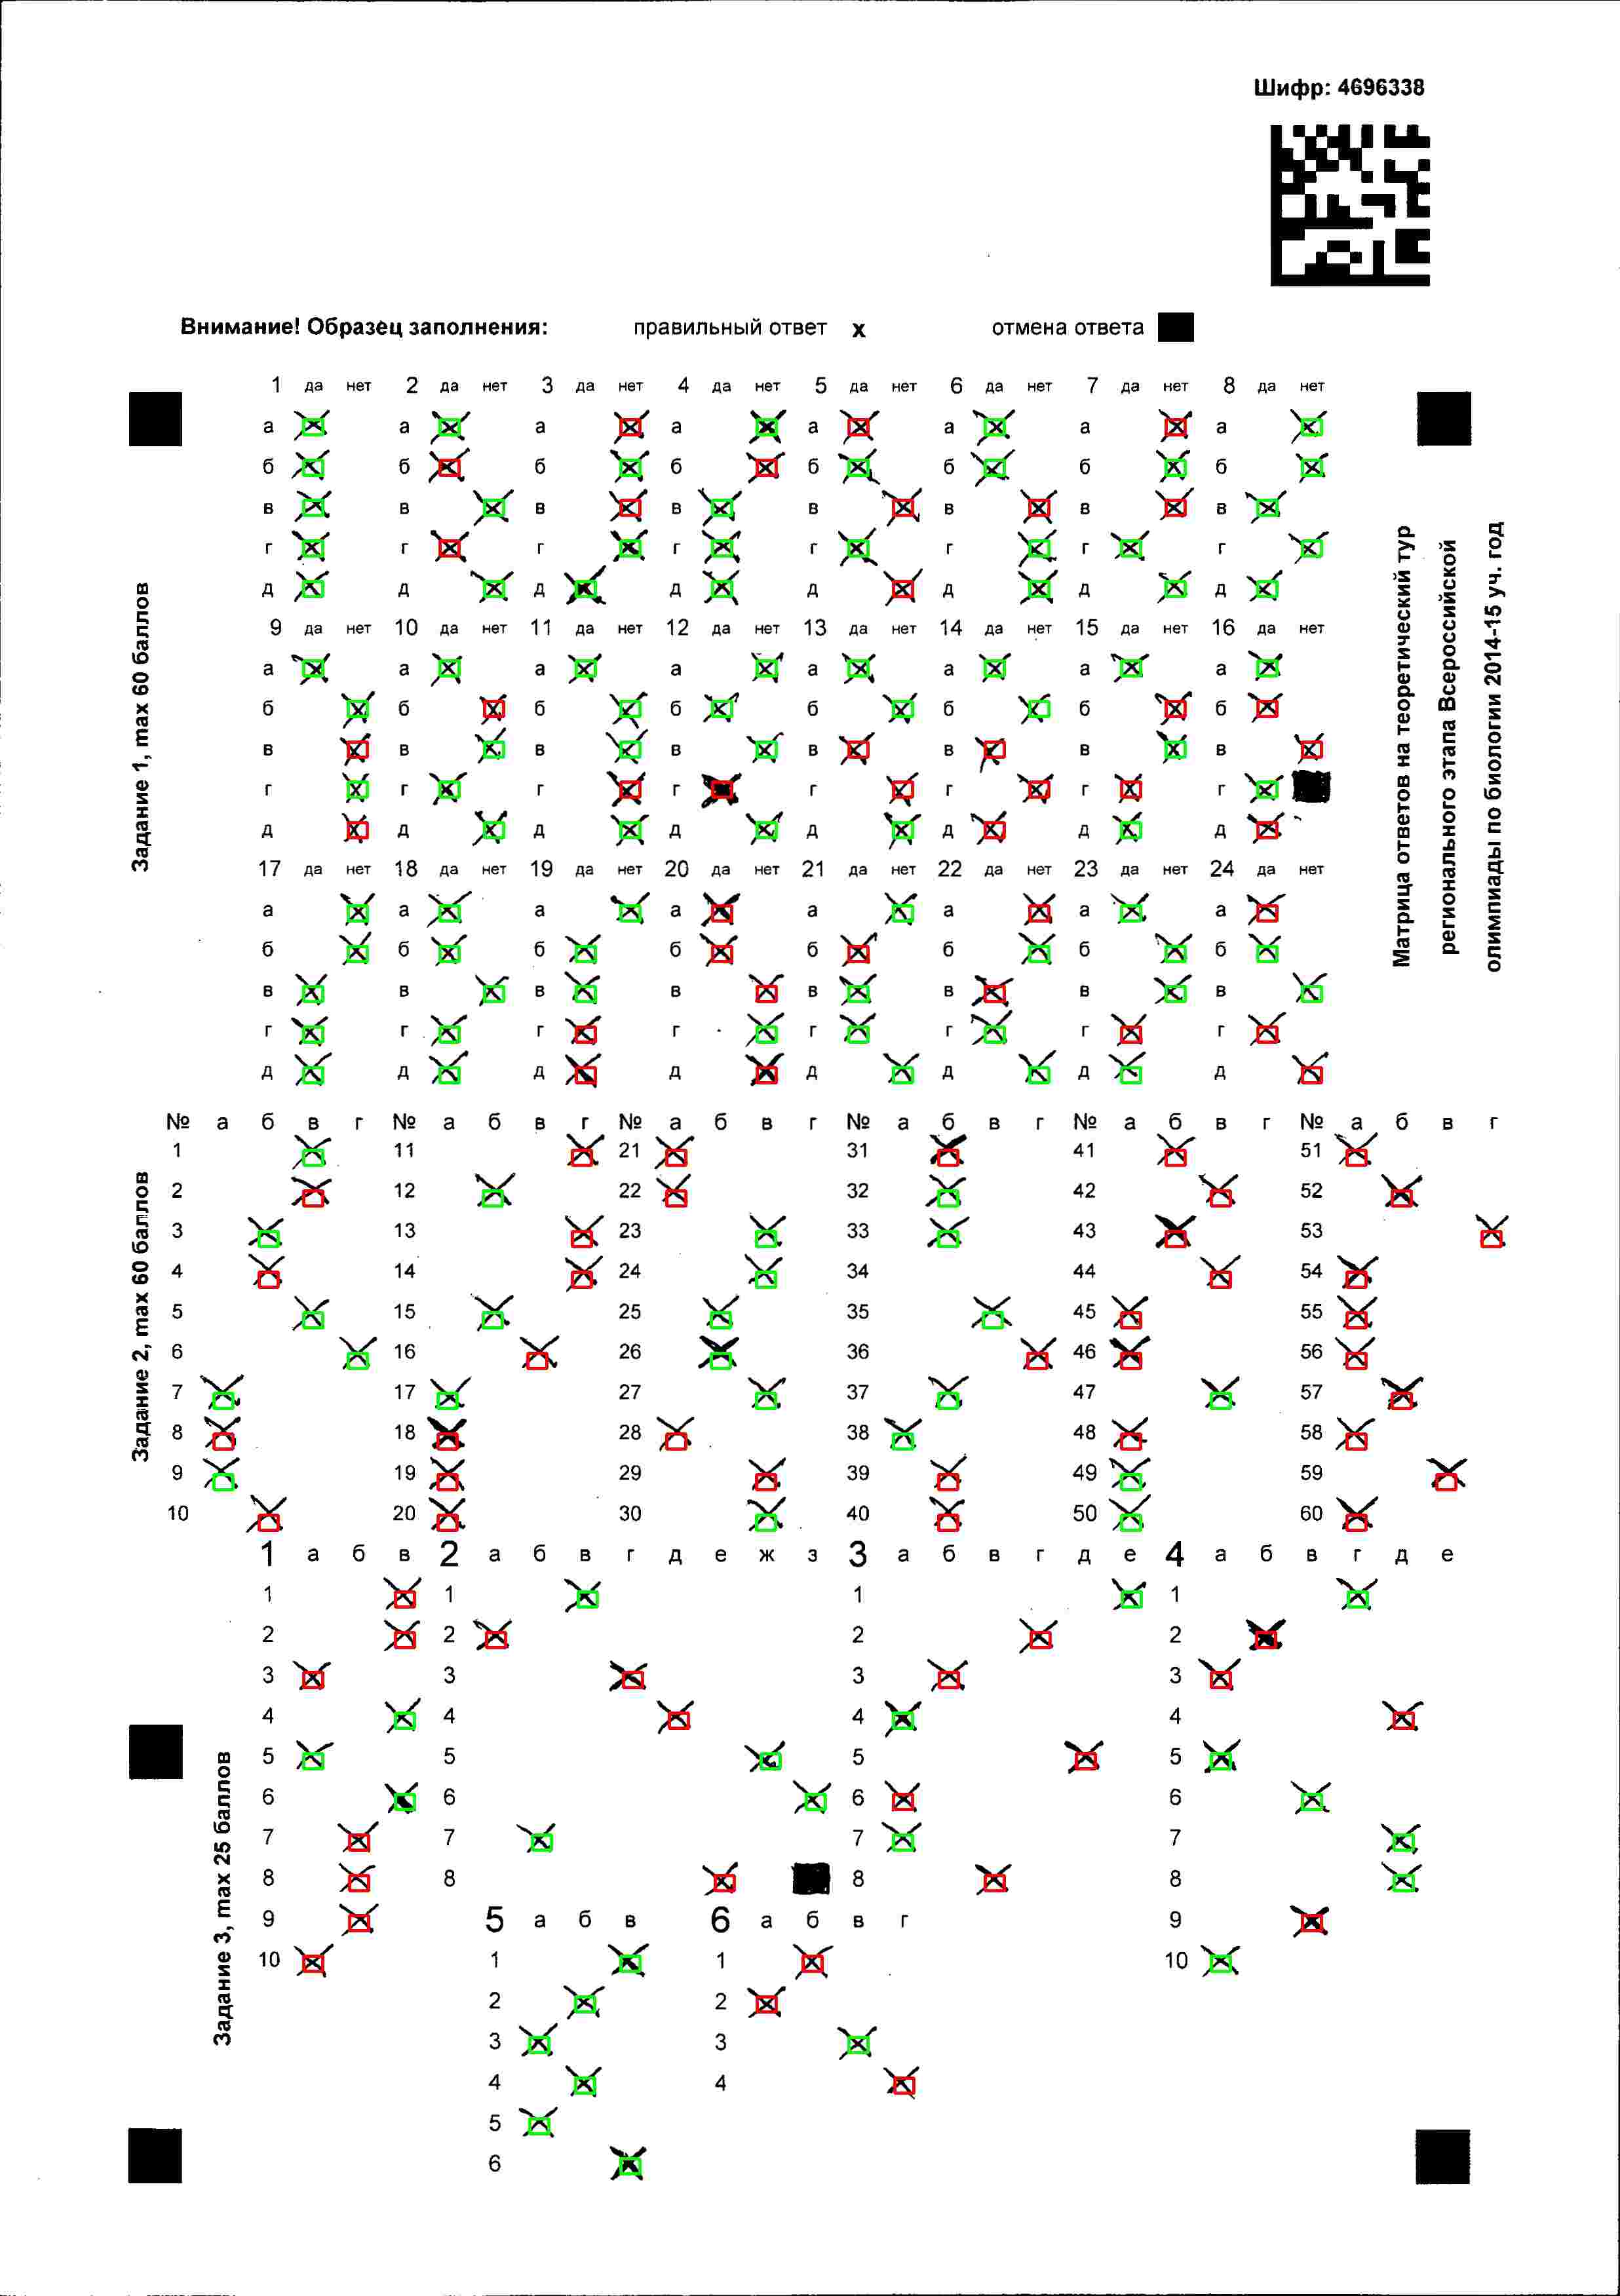 Шифр: 4696338
Внимание! Образец заполнения: правильный ответ х отмена ответа
1 да нет 2 да нет 3 да нет 4 да нет 5 да нет 6 да нет 7 да нет 8 да нет
а а а а а а а а
б б б б б б б б
в в в в в в в в
г г г г г г г г
д д д д д д д д
9 да нет 10 да нет 11 да нет 12 да нет 13 да нет 14 да нет 15 да нет 16 да нет
а а а а а а а а
б б б б б б б б
в в в в в в в в
г г г г г г г г
д д д д д д д д
17 да нет 18 да нет 19 да нет 20 да нет 21 да нет 22 да нет 23 да нет 24 да нет
а а а а а а а а
б б б б б б б б
в в в в в в в в
г г г г г г г г
д д д д д д д д
Задание 1, max 60 баллов
Матрица ответов на теоретический тур
регионального этапа Всероссийской
олимпиады по биологии 2014-15 уч. год
№ а б в г № а б в г № а б в г № а б в г № а б в г № а б в г
1 11 21 31 41 51
2 12 22 32 42 52
3 13 23 33 43 53
4 14 24 34 44 54
5 15 25 35 45 55
6 16 26 36 46 56
7 17 27 37 47 57
8 18 28 38 48 58
9 19 29 39 49 59
10 20 30 40 50 60
Задание 2, max 60 баллов
1 а б в 2 а б в г д е ж з 3 а б в г д е 4 а б в г д е
1 1 1 1
2 2 2 2
3 3 3 3
4 4 4 4
5 5 5 5
6 6 6 6
7 7 7 7
8 8 8 8
9 5 а б в 6 а б в г 9
10 1 1 10
2 2
3 3
4 4
5
6
Задание 3, max 25 баллов